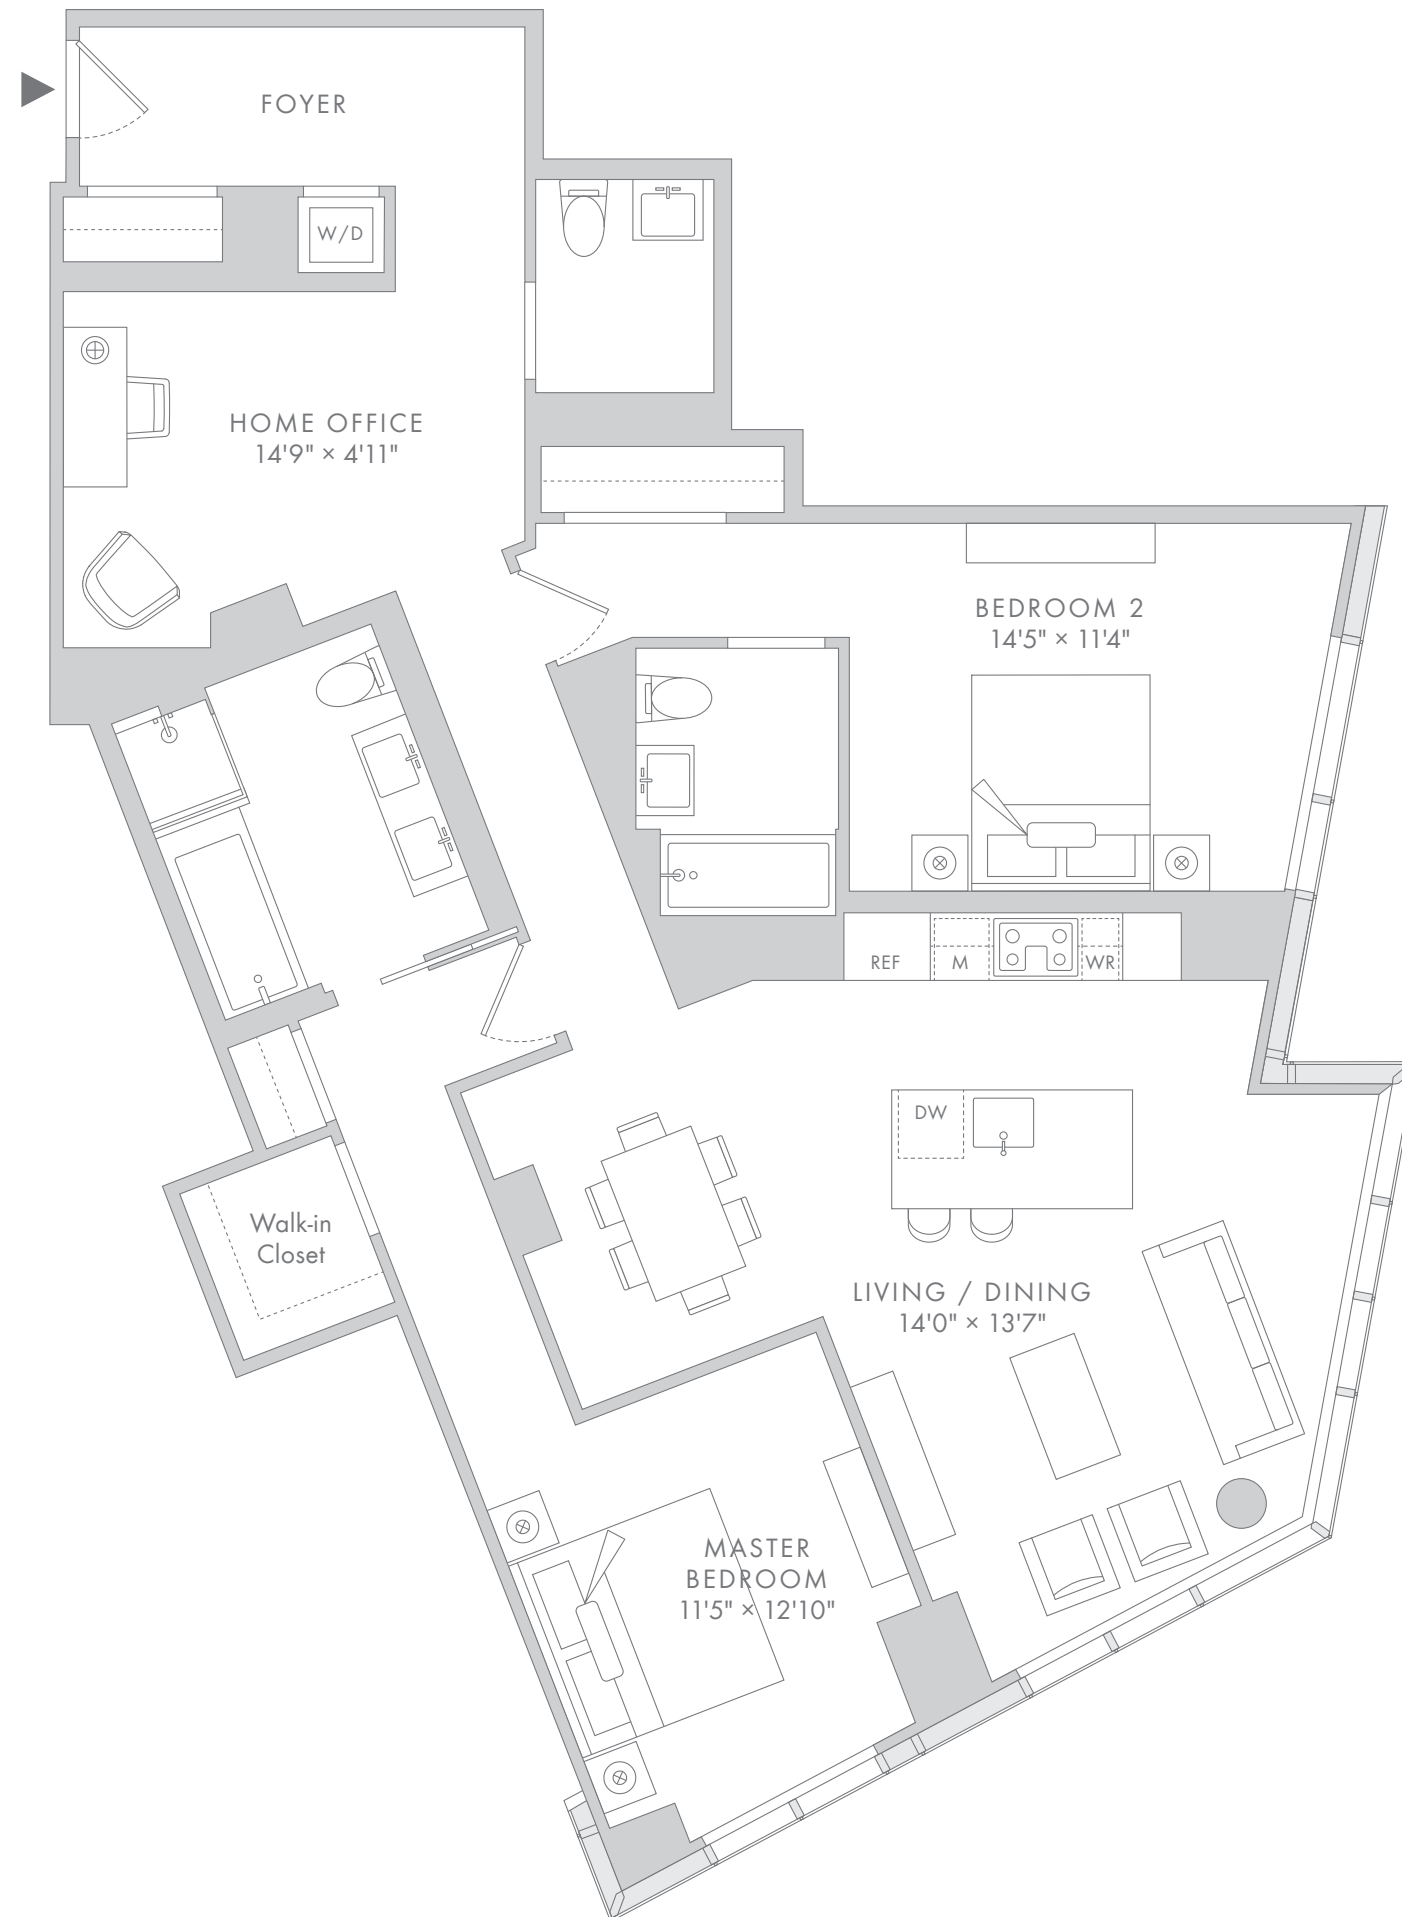 FOYER
W/D
HOME OFFICE
14'9" × 4'11"
BEDROOM 2
14'5" × 11'4"
REF
M
WR
DW
Walk-in
Closet
LIVING / DINING
14'0" × 13'7"
MASTER
BEDROOM
11'5" × 12'10"